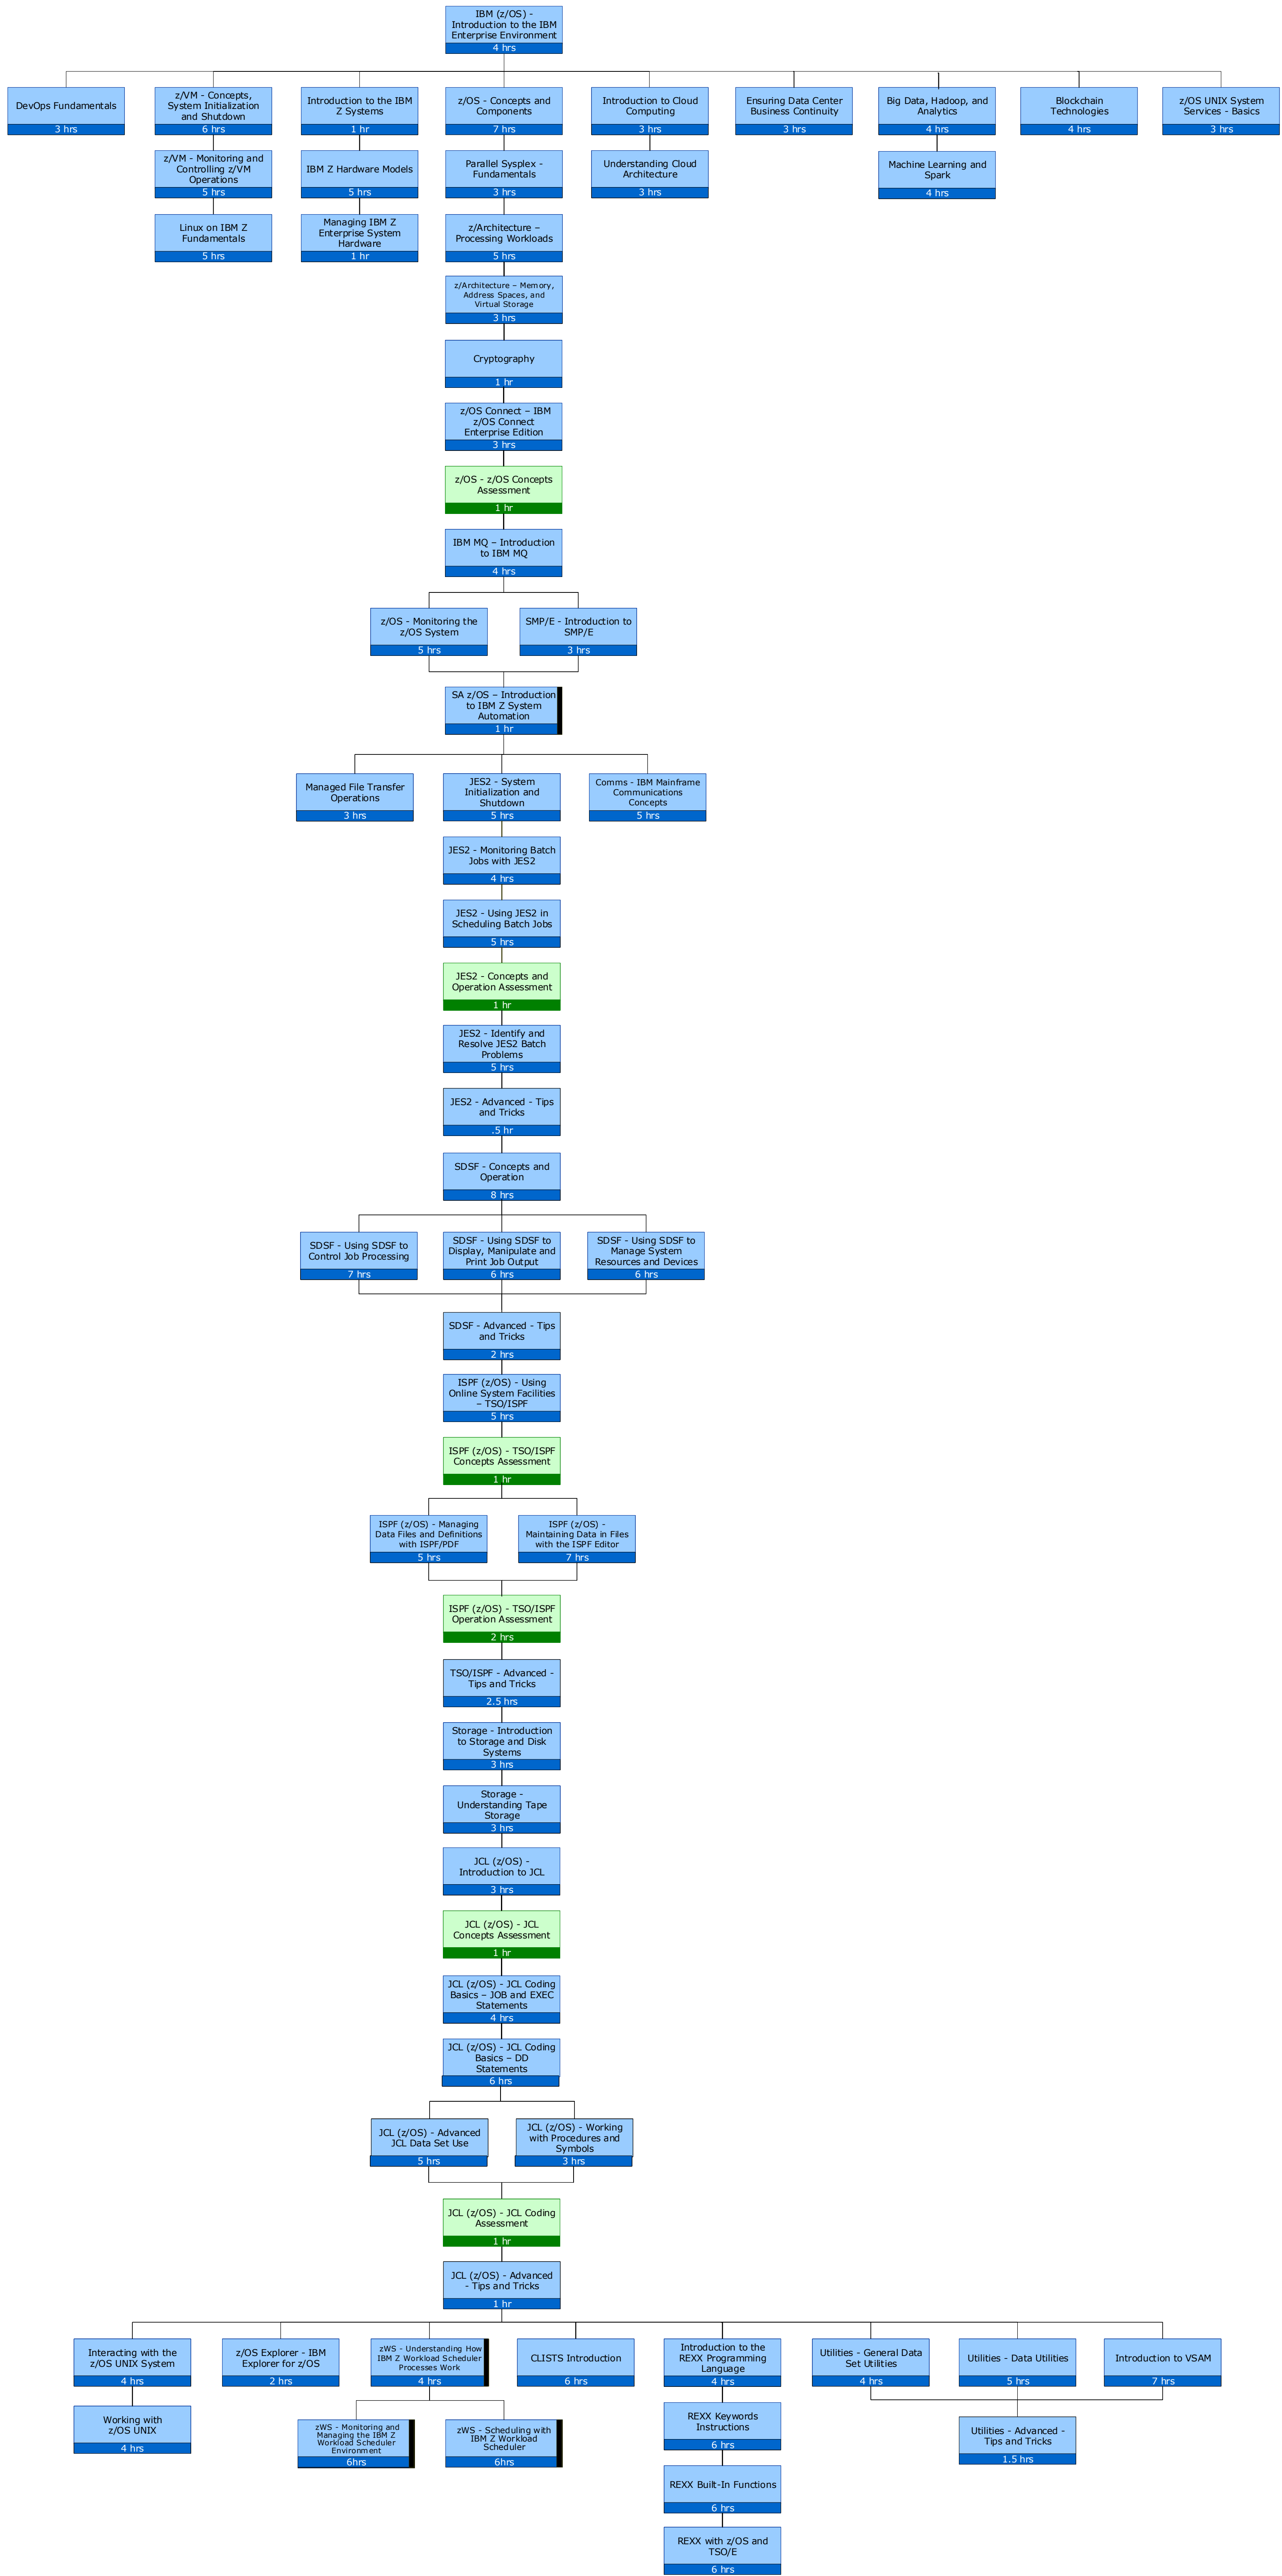 IBM (z/OS) -
Introduction to the IBM
Enterprise Environment
4 hrs
DevOps Fundamentals
3 hrs
z/VM - Concepts,
System Initialization
and Shutdown
6 hrs
Introduction to the IBM
Z Systems
1 hr
z/OS - Concepts and
Components
7 hrs
Introduction to Cloud
Computing
3 hrs
Ensuring Data Center
Business Continuity
3 hrs
Big Data, Hadoop, and
Analytics
4 hrs
Blockchain
Technologies
4 hrs
z/OS UNIX System
Services - Basics
3 hrs
z/VM - Monitoring and
Controlling z/VM
Operations
5 hrs
IBM Z Hardware Models
5 hrs
Parallel Sysplex -
Fundamentals
3 hrs
Understanding Cloud
Architecture
3 hrs
Machine Learning and
Spark
4 hrs
Linux on IBM Z
Fundamentals
5 hrs
Managing IBM Z
Enterprise System
Hardware
1 hr
z/Architecture –
Processing Workloads
5 hrs
z/Architecture – Memory,
Address Spaces, and
Virtual Storage
3 hrs
Cryptography
1 hr
z/OS Connect – IBM
z/OS Connect
Enterprise Edition
3 hrs
z/OS - z/OS Concepts
Assessment
1 hr
IBM MQ – Introduction
to IBM MQ
4 hrs
z/OS - Monitoring the
z/OS System
5 hrs
SMP/E - Introduction to
SMP/E
3 hrs
SA z/OS – Introduction
to IBM Z System
Automation
1 hr
Managed File Transfer
Operations
3 hrs
JES2 - System
Initialization and
Shutdown
5 hrs
Comms - IBM Mainframe
Communications
Concepts
5 hrs
JES2 - Monitoring Batch
Jobs with JES2
4 hrs
JES2 - Using JES2 in
Scheduling Batch Jobs
5 hrs
JES2 - Concepts and
Operation Assessment
1 hr
JES2 - Identify and
Resolve JES2 Batch
Problems
5 hrs
JES2 - Advanced - Tips
and Tricks
.5 hr
SDSF - Concepts and
Operation
8 hrs
SDSF - Using SDSF to
Control Job Processing
7 hrs
SDSF - Using SDSF to
Display, Manipulate and
Print Job Output
6 hrs
SDSF - Using SDSF to
Manage System
Resources and Devices
6 hrs
SDSF - Advanced - Tips
and Tricks
2 hrs
ISPF (z/OS) - Using
Online System Facilities
– TSO/ISPF
5 hrs
ISPF (z/OS) - TSO/ISPF
Concepts Assessment
1 hr
ISPF (z/OS) - Managing
Data Files and Definitions
with ISPF/PDF
5 hrs
ISPF (z/OS) -
Maintaining Data in Files
with the ISPF Editor
7 hrs
ISPF (z/OS) - TSO/ISPF
Operation Assessment
2 hrs
TSO/ISPF - Advanced -
Tips and Tricks
2.5 hrs
Storage - Introduction
to Storage and Disk
Systems
3 hrs
Storage -
Understanding Tape
Storage
3 hrs
JCL (z/OS) -
Introduction to JCL
3 hrs
JCL (z/OS) - JCL
Concepts Assessment
1 hr
JCL (z/OS) - JCL Coding
Basics – JOB and EXEC
Statements
4 hrs
JCL (z/OS) - JCL Coding
Basics – DD
Statements
6 hrs
JCL (z/OS) - Advanced
JCL Data Set Use
5 hrs
JCL (z/OS) - Working
with Procedures and
Symbols
3 hrs
JCL (z/OS) - JCL Coding
Assessment
1 hr
JCL (z/OS) - Advanced
- Tips and Tricks
1 hr
Interacting with the
z/OS UNIX System
4 hrs
z/OS Explorer - IBM
Explorer for z/OS
2 hrs
zWS - Understanding How
IBM Z Workload Scheduler
Processes Work
4 hrs
CLISTS Introduction
6 hrs
Introduction to the
REXX Programming
Language
4 hrs
Utilities - General Data
Set Utilities
4 hrs
Utilities - Data Utilities
5 hrs
Introduction to VSAM
7 hrs
Working with
z/OS UNIX
4 hrs
zWS - Monitoring and
Managing the IBM Z
Workload Scheduler
Environment
6hrs
zWS - Scheduling with
IBM Z Workload
Scheduler
6hrs
REXX Keywords
Instructions
6 hrs
Utilities - Advanced -
Tips and Tricks
1.5 hrs
REXX Built-In Functions
6 hrs
REXX with z/OS and
TSO/E
6 hrs